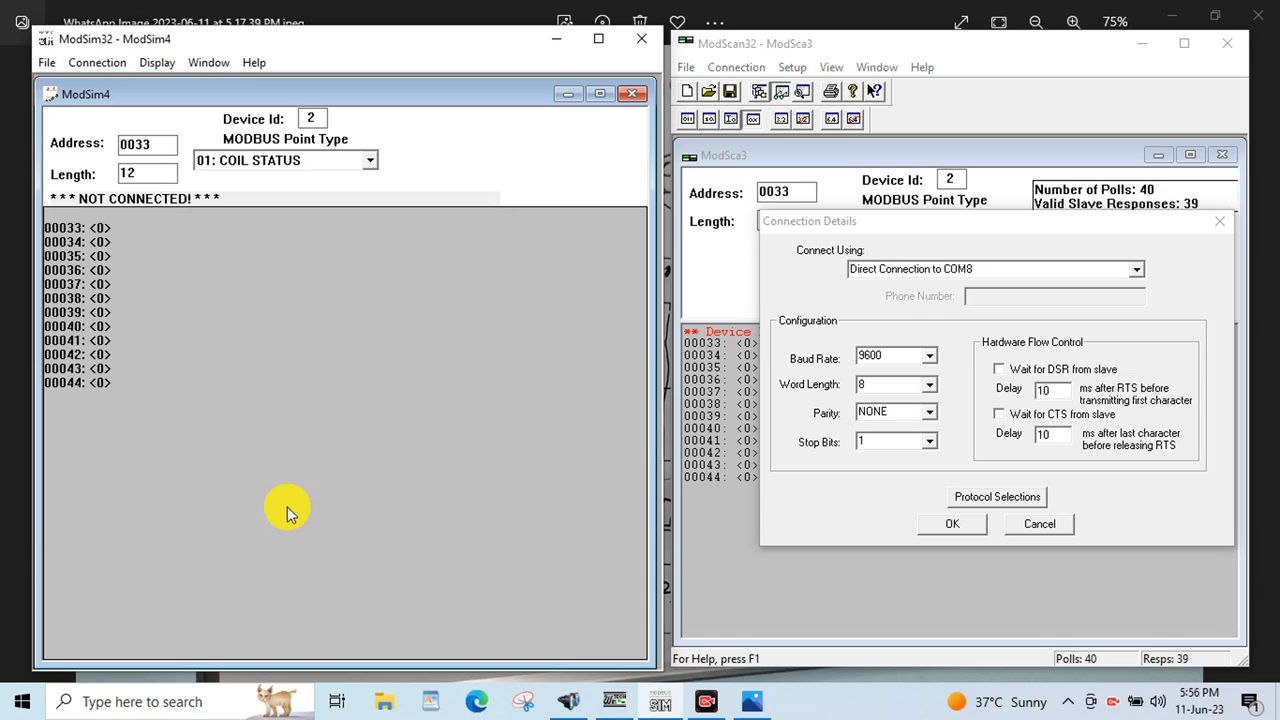 WhatsApp Image 2023-06-11 at 5.17.39 PM.jpeg
75%
ModSim32 - ModSim4
File Connection Display Window Help
ModSim4
Device Id: 2
Address: 0033
MODBUS Point Type
01: COIL STATUS
Length: 12
* * * NOT CONNECTED! * * *
00033: <0>
00034: <0>
00035: <0>
00036: <0>
00037: <0>
00038: <0>
00039: <0>
00040: <0>
00041: <0>
00042: <0>
00043: <0>
00044: <0>
ModScan32 - ModSca3
File Connection Setup View Window Help
ModSca3
Address: 0033
Device Id: 2
MODBUS Point Type
Length:
Number of Polls: 40
Valid Slave Responses: 39
** Device
00033: <0>
00034: <0>
00035: <0>
00036: <0>
00037: <0>
00038: <0>
00039: <0>
00040: <0>
00041: <0>
00042: <0>
00043: <0>
00044: <0>
Connection Details
Connect Using:
Direct Connection to COM8
Phone Number:
Configuration
Baud Rate: 9600
Word Length: 8
Parity: NONE
Stop Bits: 1
Hardware Flow Control
Wait for DSR from slave
Delay 10 ms after RTS before
transmitting first character
Wait for CTS from slave
Delay 10 ms after last character
before releasing RTS
Protocol Selections
OK Cancel
For Help, press F1
Polls: 40 Resps: 39
Type here to search
MODBUS
SIM
37°C Sunny
5:56 PM
11-Jun-23
1